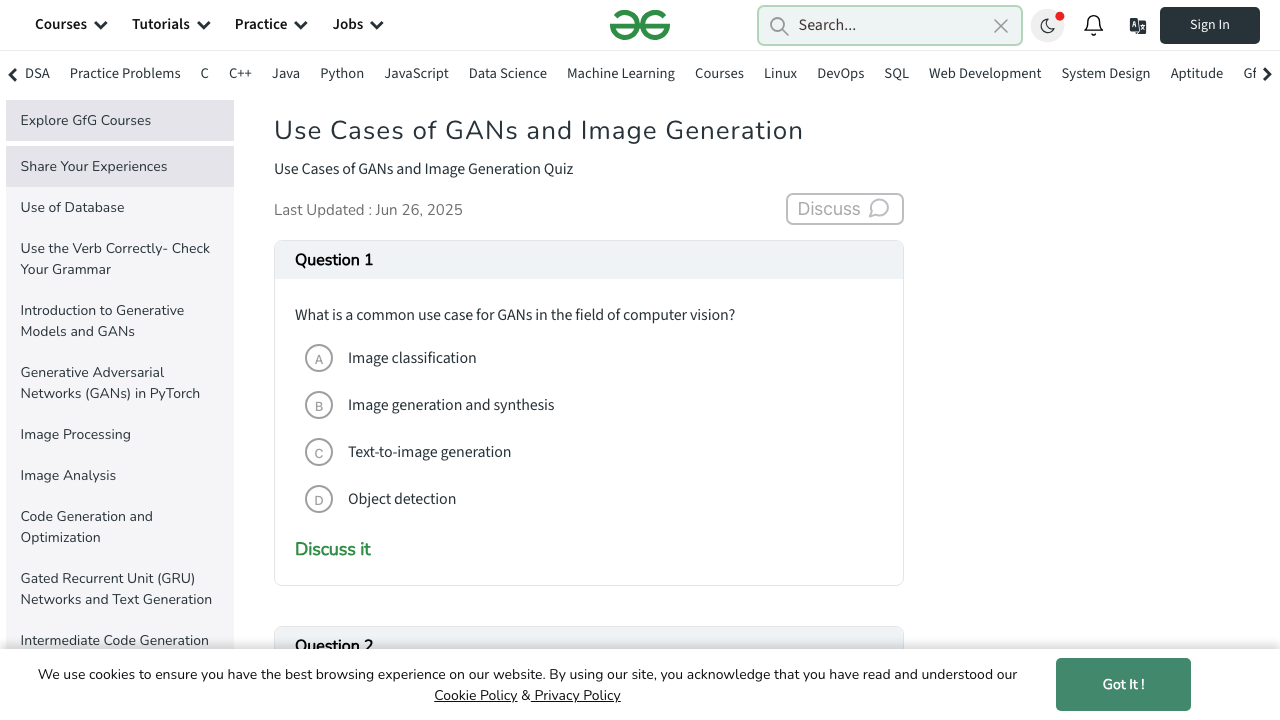 Courses Tutorials Practice Jobs Search... Sign In
DSA Practice Problems C C++ Java Python JavaScript Data Science Machine Learning Courses Linux DevOps SQL Web Development System Design Aptitude
Explore GfG Courses
Share Your Experiences
Use of Database
Use the Verb Correctly- Check
Your Grammar
Introduction to Generative
Models and GANs
Generative Adversarial
Networks (GANs) in PyTorch
Image Processing
Image Analysis
Code Generation and
Optimization
Gated Recurrent Unit (GRU)
Networks and Text Generation
Intermediate Code Generation
Use Cases of GANs and Image Generation
Use Cases of GANs and Image Generation Quiz
Last Updated : Jun 26, 2025
Discuss
Question 1
What is a common use case for GANs in the field of computer vision?
A Image classification
B Image generation and synthesis
C Text-to-image generation
D Object detection
Discuss it
Question 2
We use cookies to ensure you have the best browsing experience on our website. By using our site, you acknowledge that you have read and understood our
Cookie Policy & Privacy Policy
Got It !